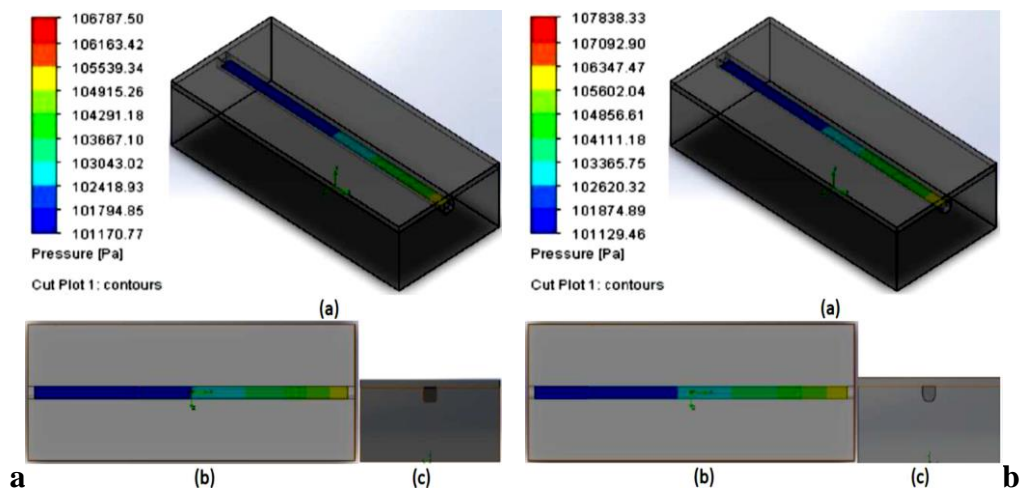 106787.50
106163.42
105539.34
104915.26
104291.18
103667.10
103043.02
102418.93
101794.85
101170.77
Pressure [Pa]
Cut Plot 1: contours
(a)
(b)
(c)
a
107838.33
107092.90
106347.47
105602.04
104856.61
104111.18
103365.75
102620.32
101874.89
101129.46
Pressure [Pa]
Cut Plot 1: contours
(a)
(b)
(c)
b